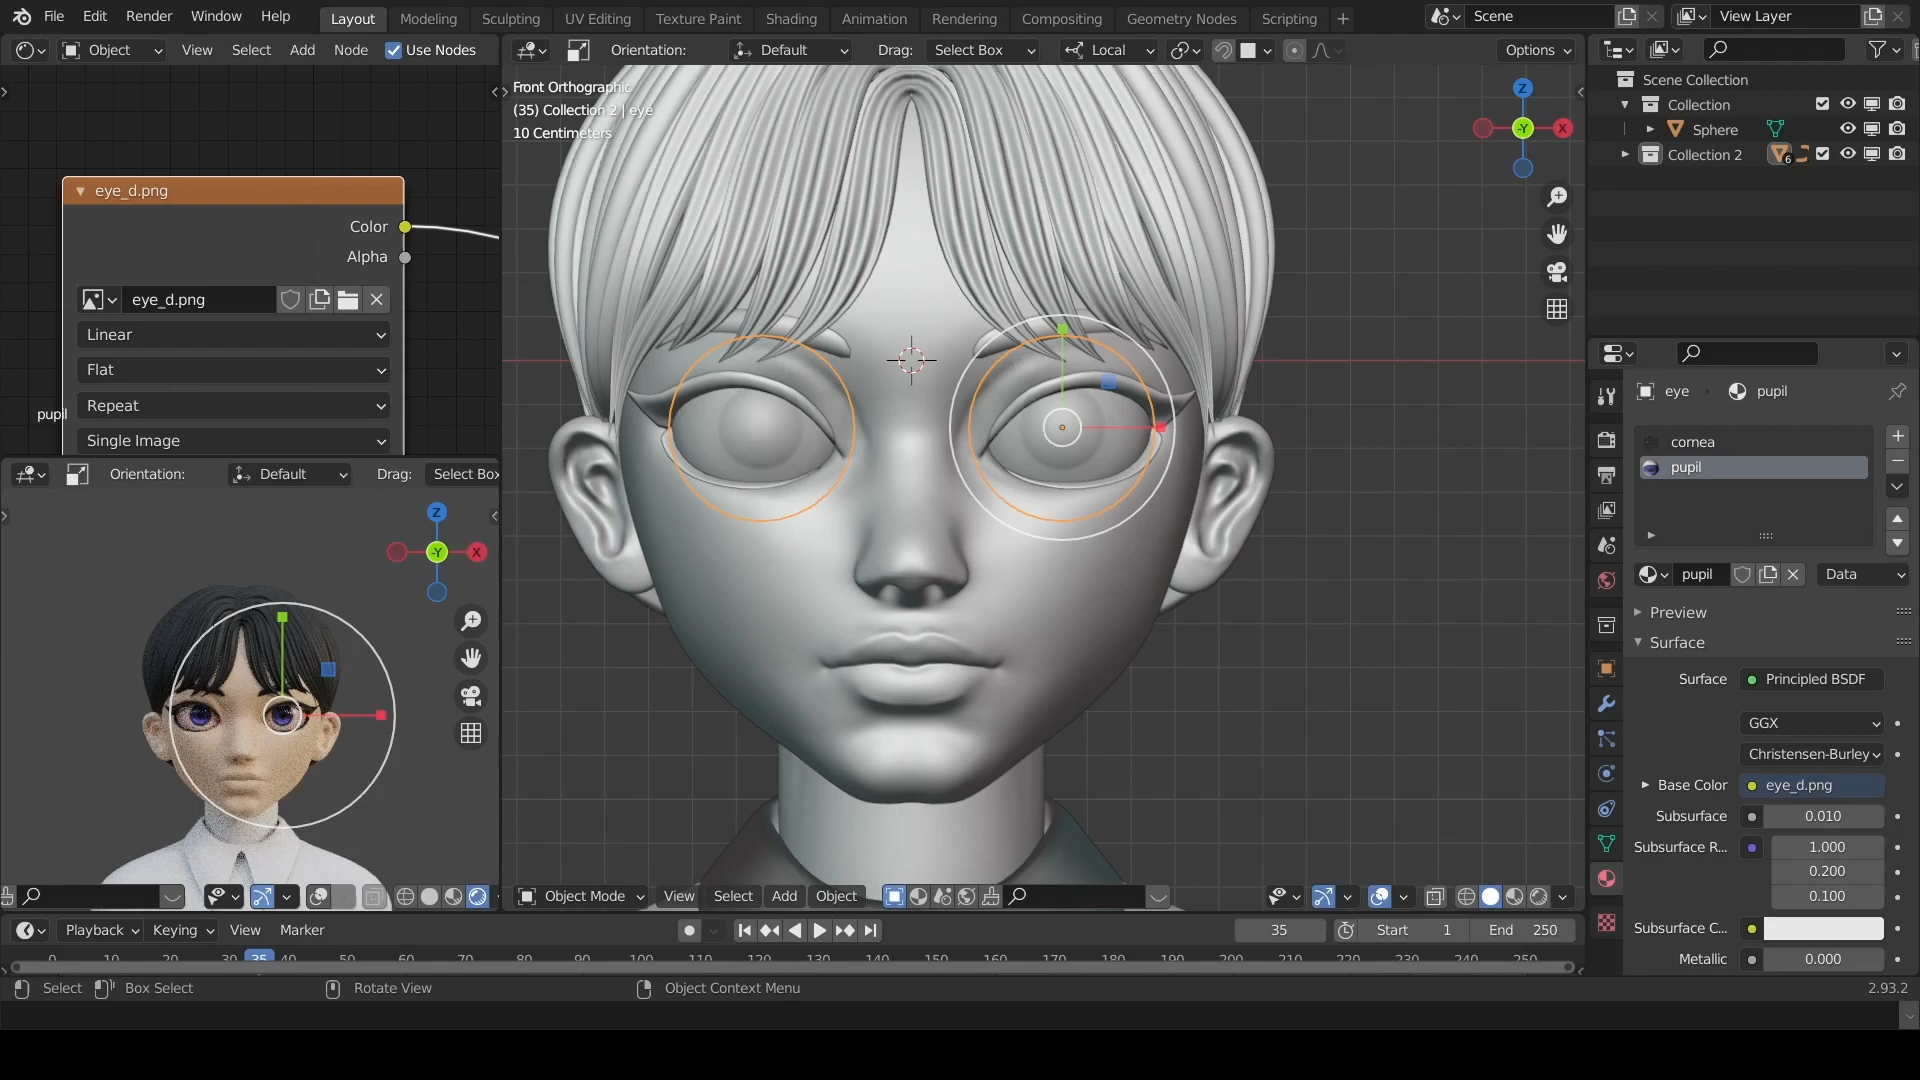 File Edit Render Window Help Layout Modeling Sculpting UV Editing Texture Paint Shading Animation Rendering Compositing Geometry Nodes Scripting + Scene View Layer
Object View Select Add Node Use Nodes
Orientation: Default Drag: Select Box Local Options
Front Orthographic
(35) Collection 2 | eye
10 Centimeters
Z
-Y
X
eye_d.png
Color
Alpha
eye_d.png
Linear
Flat
Repeat
pupil
Single Image
Orientation: Default Drag: Select Box
Z
-Y
X
Object Mode View Select Add Object
Playback Keying View Marker 35 Start 1 End 250
0 10 20 30 35 40 50 60 70 80 90 100 110 120 130 140 150 160 170 180 190 200 210 220 230 240 250
Select Box Select Rotate View Object Context Menu 2.93.2
Scene Collection
Collection
Sphere
Collection 2 6
eye pupil
cornea
pupil
pupil Data
Preview
Surface
Surface Principled BSDF
GGX
Christensen-Burley
Base Color eye_d.png
Subsurface 0.010
Subsurface R... 1.000
0.200
0.100
Subsurface C...
Metallic 0.000